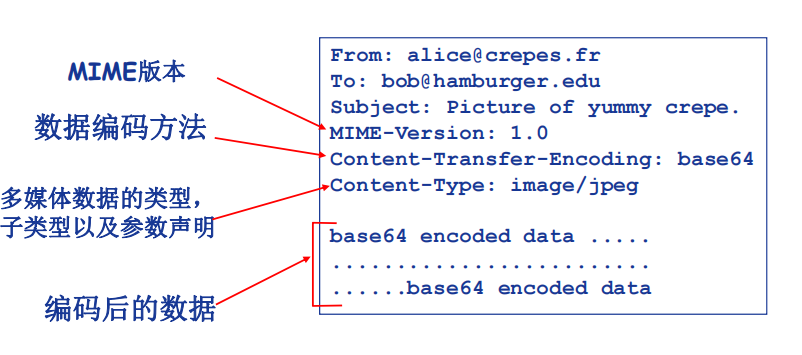 MIME版本
数据编码方法
多媒体数据的类型，
子类型以及参数声明
编码后的数据
From: alice@crepes.fr
To: bob@hamburger.edu
Subject: Picture of yummy crepe.
MIME-Version: 1.0
Content-Transfer-Encoding: base64
Content-Type: image/jpeg
base64 encoded data .....
.........................
......base64 encoded data